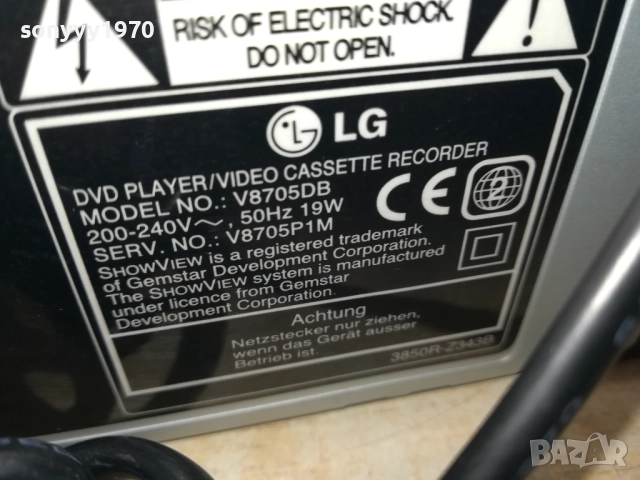 sonyyy1970
RISK OF ELECTRIC SHOCK
DO NOT OPEN.
LG
DVD PLAYER/VIDEO CASSETTE RECORDER
MODEL NO.: V8705DB
200-240V~, 50Hz 19W
SERV. NO.: V8705P1M
CE
2
SHOWVIEW is a registered trademark
of Gemstar Development Corporation.
The SHOWVIEW system is manufactured
under licence from Gemstar
Development Corporation.
Achtung
Netzstecker nur ziehen,
wenn das Gerät ausser
Betrieb ist.
3850R-Z343B
bazar